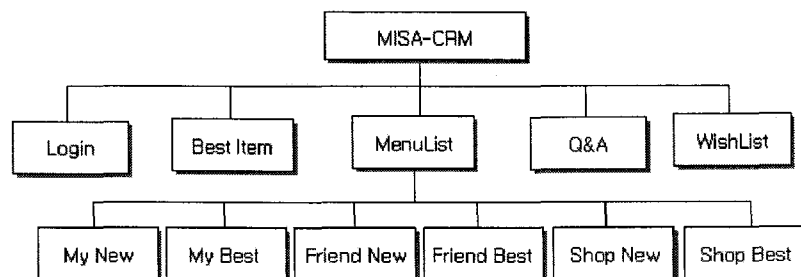 MISA-CRM
Login
Best Item
MenuList
Q&A
WishList
My New
My Best
Friend New
Friend Best
Shop New
Shop Best